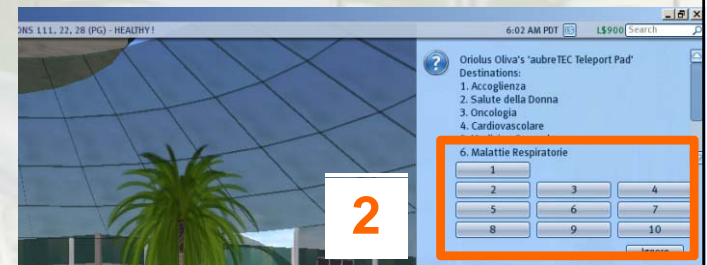 ONS 111, 22, 28 (PG) - HEALTHY!
6:02 AM PDT
L$900
Search
Oriolus Oliva's 'aubreTEC Teleport Pad'
Destinations:
1. Accoglienza
2. Salute della Donna
3. Oncologia
4. Cardiovascolare
6. Malattie Respiratorie
1
2 3 4
5 6 7
8 9 10
Ignore
2